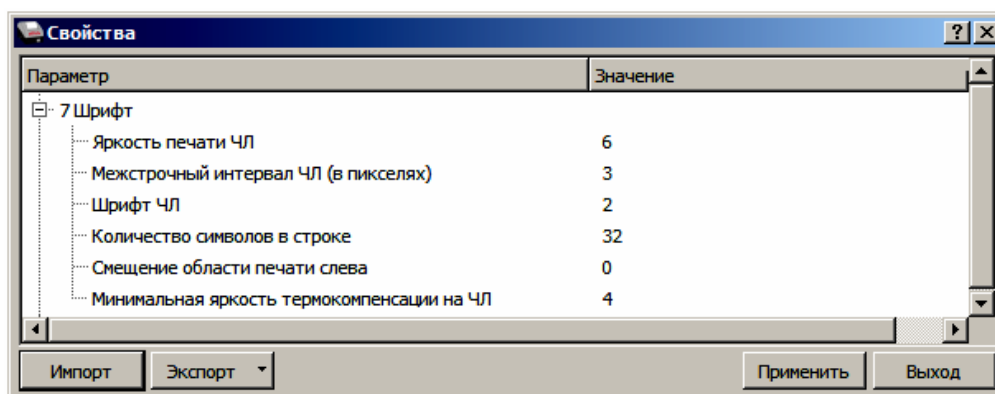 Свойства
Параметр Значение
7 Шрифт
Яркость печати ЧЛ 6
Межстрочный интервал ЧЛ (в пикселях) 3
Шрифт ЧЛ 2
Количество символов в строке 32
Смещение области печати слева 0
Минимальная яркость термокомпенсации на ЧЛ 4
Импорт Экспорт Применить Выход